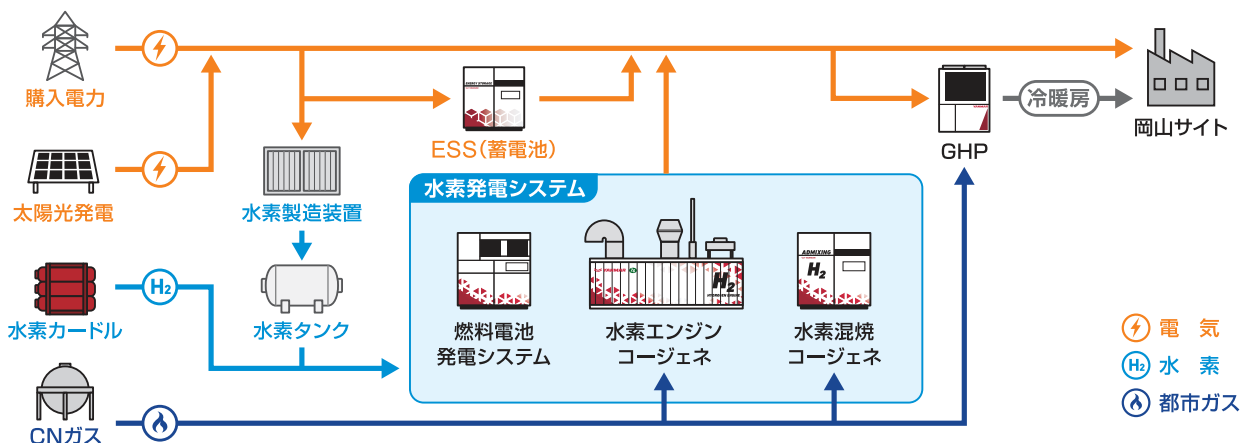 購入電力
太陽光発電
水素カードル
CNガス
H2
ESS（蓄電池）
水素製造装置
水素タンク
水素発電システム
燃料電池
発電システム
YANMAR
H2
水素エンジン
コージェネ
ADMIXING
H2
水素混焼
コージェネ
GHP
冷暖房
岡山サイト
電 気
H2 水 素
都市ガス